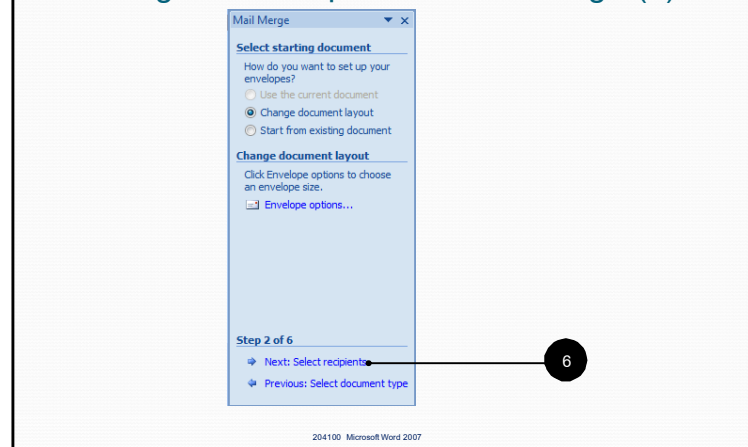 Mail Merge
Select starting document
How do you want to set up your
envelopes?
Use the current document
Change document layout
Start from existing document
Change document layout
Click Envelope options to choose
an envelope size.
Envelope options...
Step 2 of 6
Next: Select recipients
6
Previous: Select document type
204100 Microsoft Word 2007